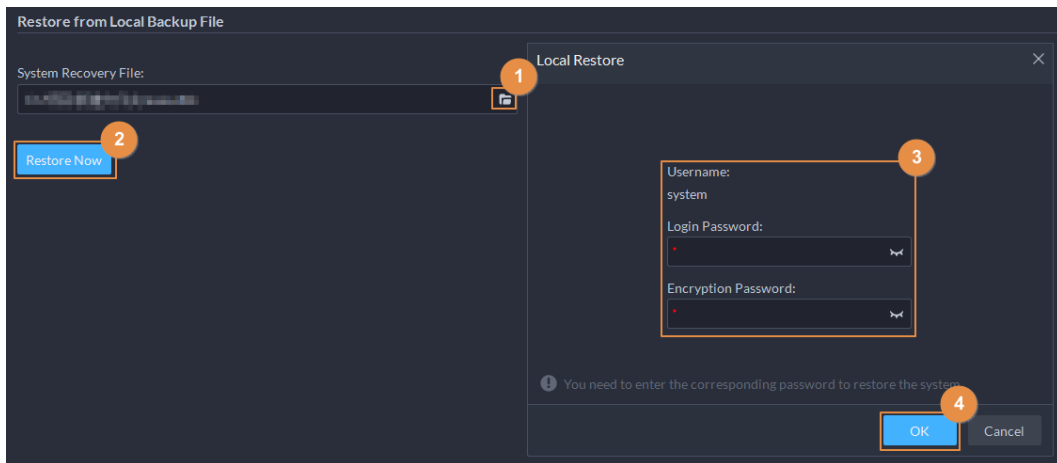 Restore from Local Backup File
System Recovery File:
1
2
Restore Now
Local Restore
3
Username:
system
Login Password:
*
Encryption Password:
*
You need to enter the corresponding password to restore the system.
4
OK
Cancel